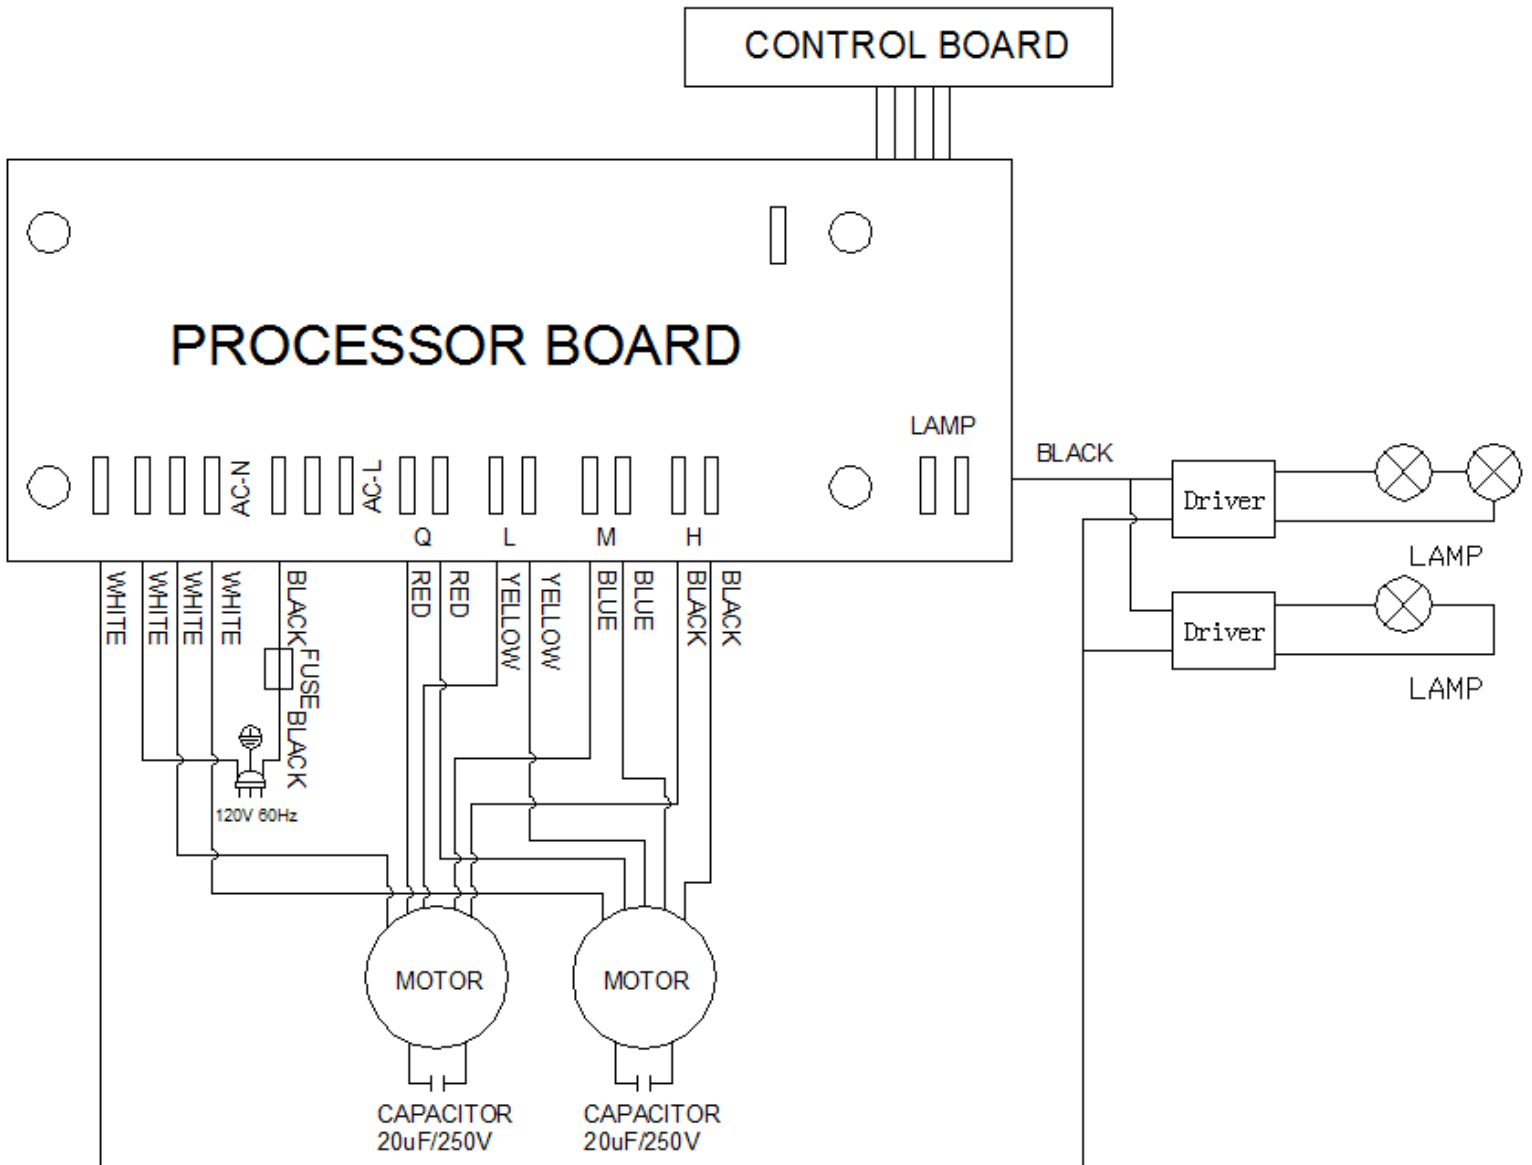 CONTROL BOARD
PROCESSOR BOARD
LAMP
BLACK
AC-N
AC-L
Q
L
M
H
Driver
LAMP
Driver
LAMP
WHITE
WHITE
WHITE
WHITE
BLACK
FUSE
BLACK
RED
RED
YELLOW
YELLOW
BLUE
BLUE
BLACK
BLACK
120V 60Hz
MOTOR
MOTOR
CAPACITOR
20uF/250V
CAPACITOR
20uF/250V